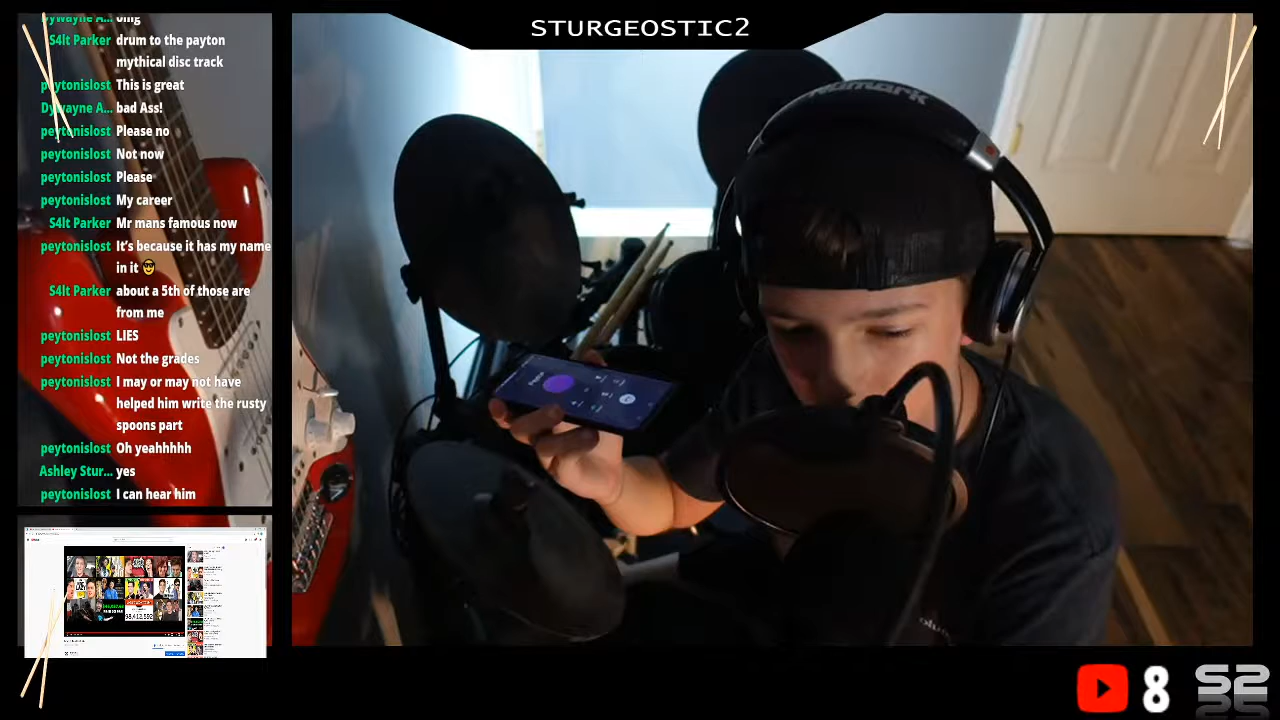 STURGEOSTIC2
Dywayne A... omg
S4lt Parker drum to the payton
mythical disc track
peytonislost This is great
Dywayne A... bad Ass!
peytonislost Please no
peytonislost Not now
peytonislost Please
peytonislost My career
S4lt Parker Mr mans famous now
peytonislost It's because it has my name
in it 😎
S4lt Parker about a 5th of those are
from me
peytonislost LIES
peytonislost Not the grades
peytonislost I may or may not have
helped him write the rusty
spoons part
peytonislost Oh yeahhhhh
Ashley Stur... yes
peytonislost I can hear him
numark
8
S2